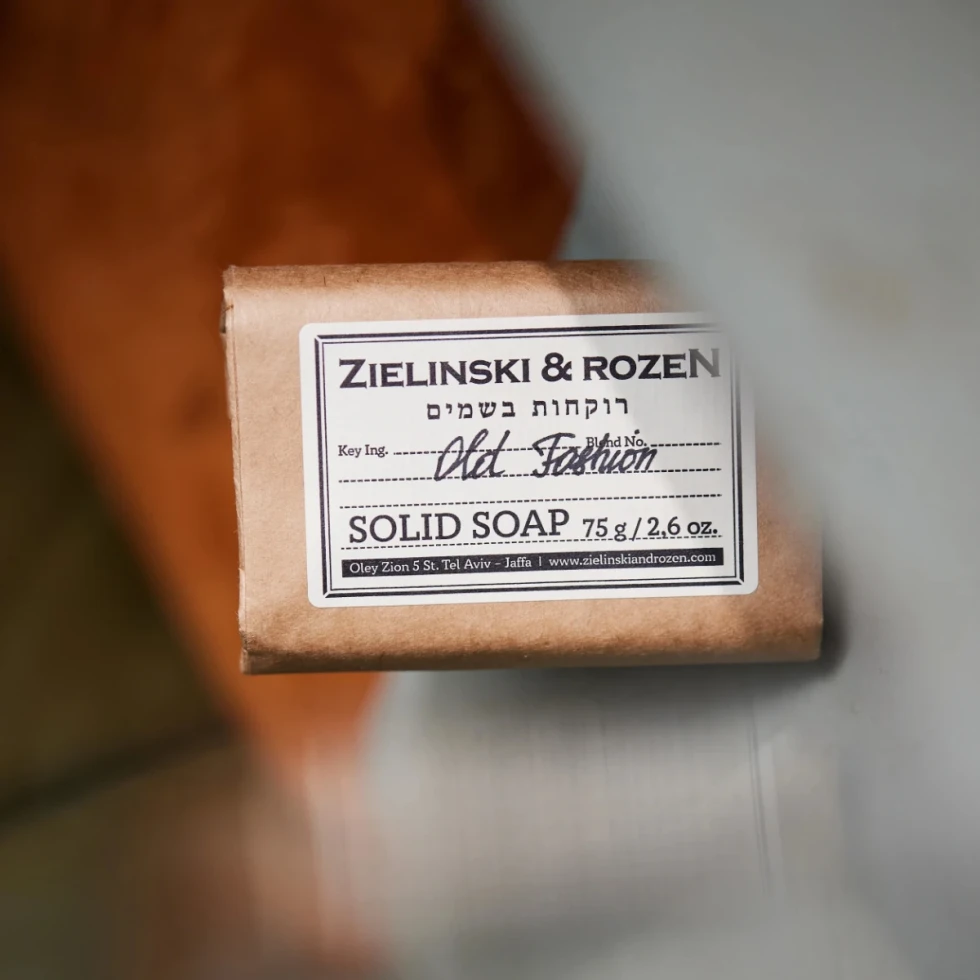 ZIELINSKI & ROZEN
רוקחות בשמים
Key Ing. Blend No.
Old Fashion
SOLID SOAP 75 g / 2,6 oz.
Oley Zion 5 St. Tel Aviv - Jaffa | www.zielinskiandrozen.com